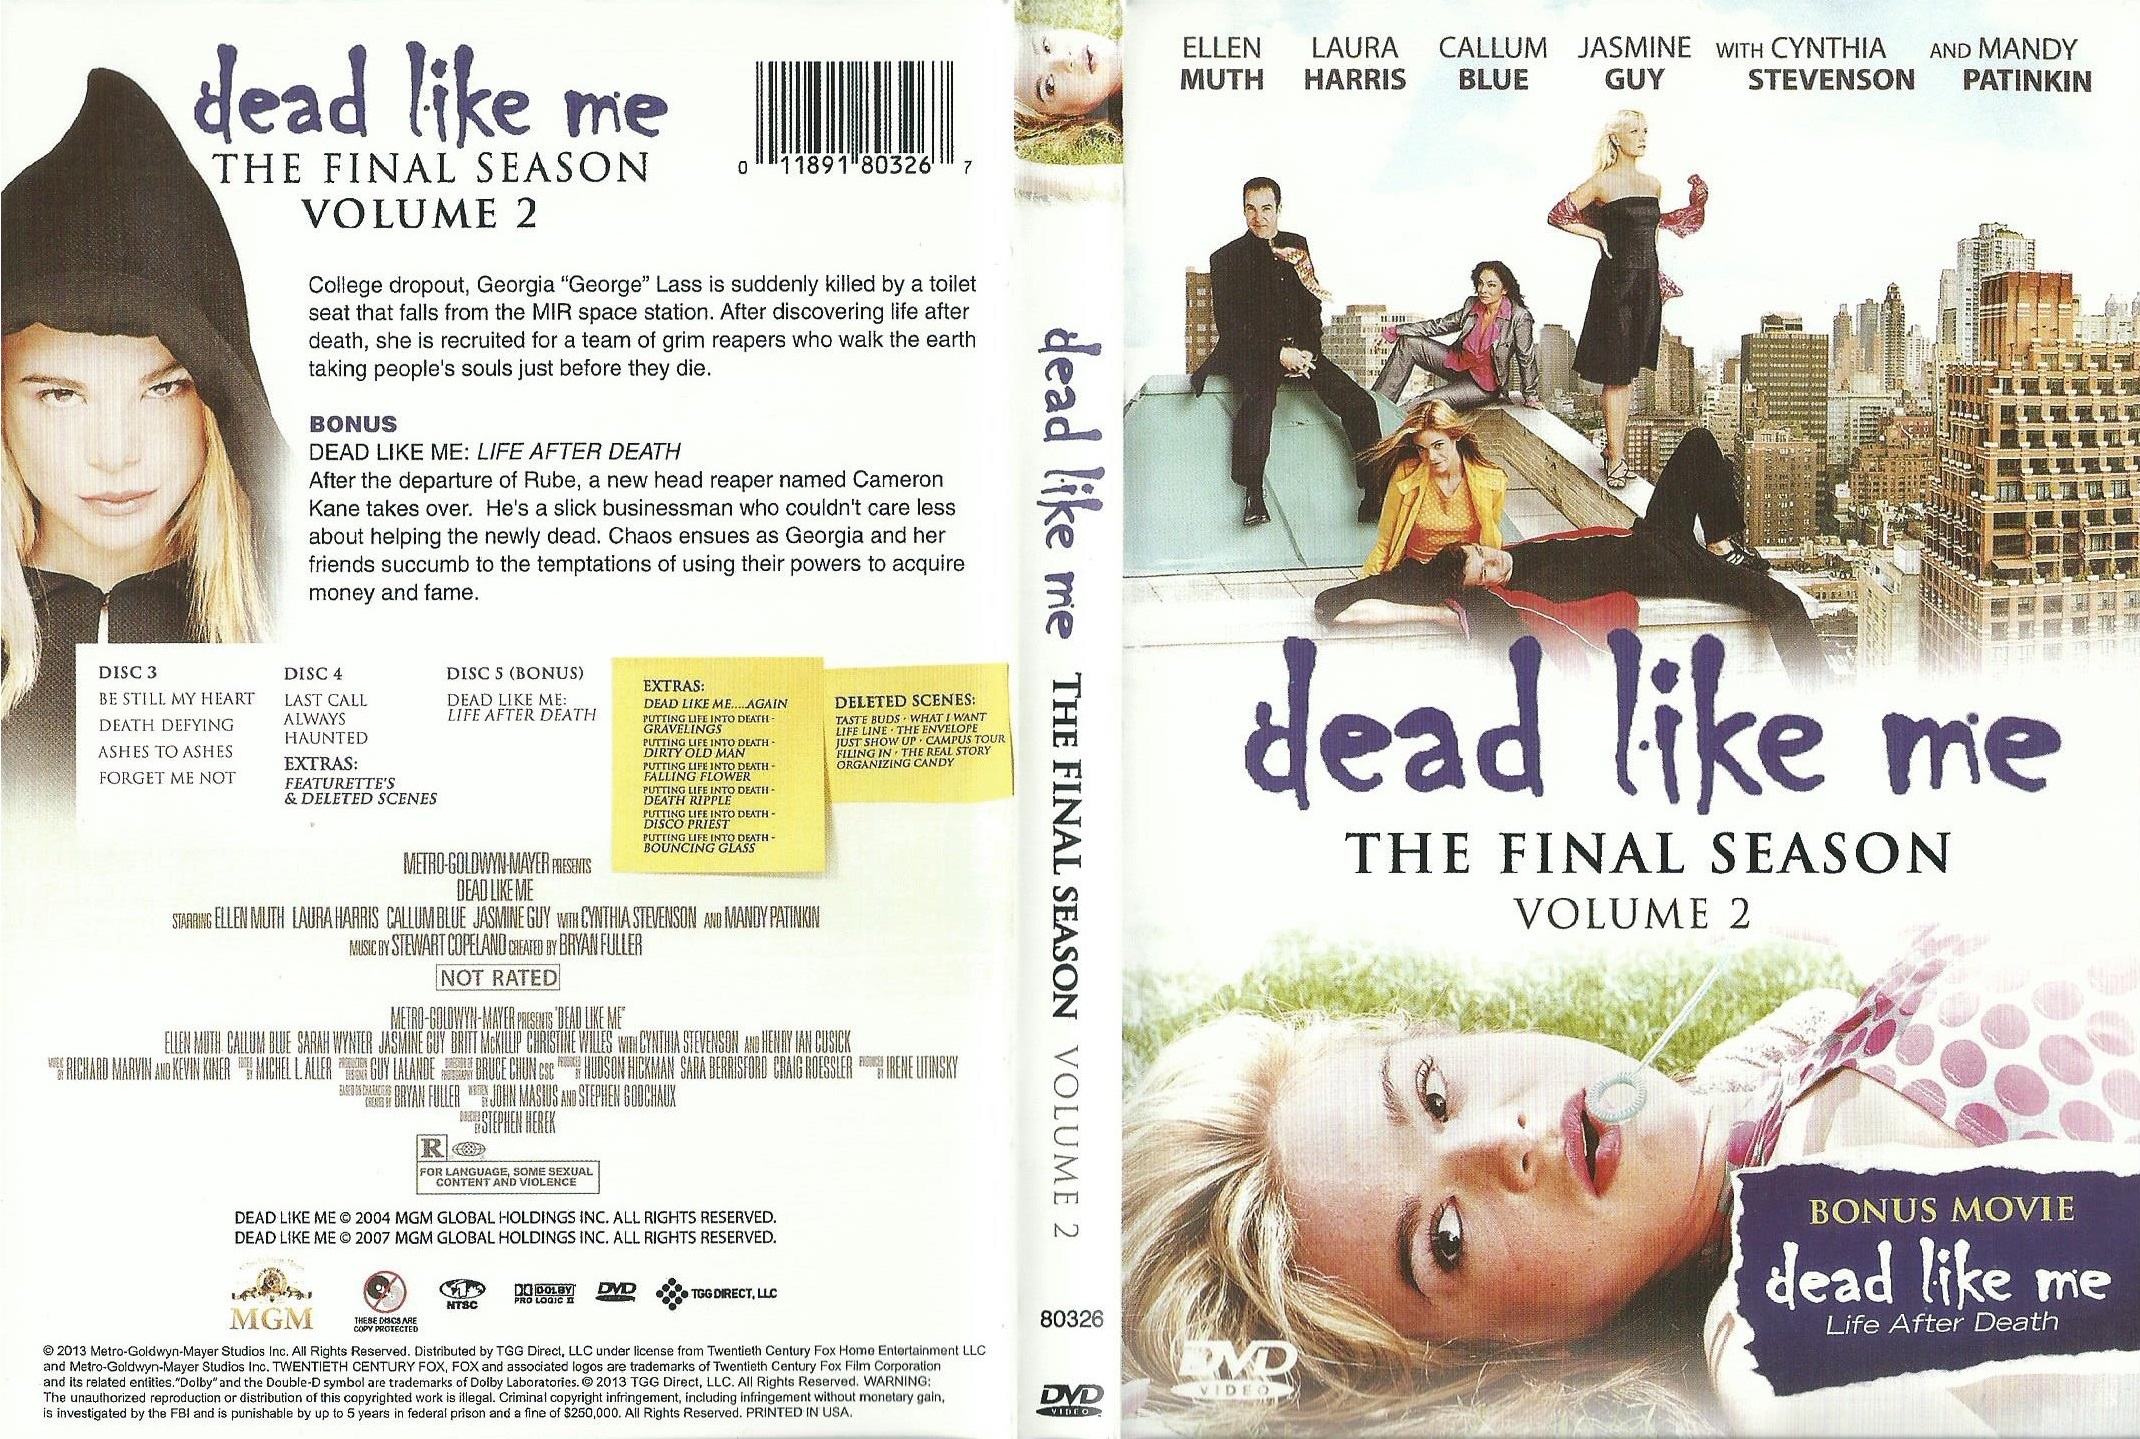 dead like me
THE FINAL SEASON
VOLUME 2
0 11891 80326 7
College dropout, Georgia “George” Lass is suddenly killed by a toilet
seat that falls from the MIR space station. After discovering life after
death, she is recruited for a team of grim reapers who walk the earth
taking people's souls just before they die.
BONUS
DEAD LIKE ME: LIFE AFTER DEATH
After the departure of Rube, a new head reaper named Cameron
Kane takes over. He's a slick businessman who couldn't care less
about helping the newly dead. Chaos ensues as Georgia and her
friends succumb to the temptations of using their powers to acquire
money and fame.
DISC 3
BE STILL MY HEART
DEATH DEFYING
ASHES TO ASHES
FORGET ME NOT
DISC 4
LAST CALL
ALWAYS
HAUNTED
EXTRAS:
FEATURETTE'S
& DELETED SCENES
DISC 5 (BONUS)
DEAD LIKE ME:
LIFE AFTER DEATH
EXTRAS:
DEAD LIKE ME....AGAIN
PUTTING LIFE INTO DEATH -
GRAVELINGS
PUTTING LIFE INTO DEATH -
DIRTY OLD MAN
PUTTING LIFE INTO DEATH -
FALLING FLOWER
PUTTING LIFE INTO DEATH -
DEATH RIPPLE
PUTTING LIFE INTO DEATH -
DISCO PRIEST
PUTTING LIFE INTO DEATH -
BOUNCING GLASS
DELETED SCENES:
TASTE BUDS · WHAT I WANT
LIFE LINE · THE ENVELOPE
JUST SHOW UP · CAMPUS TOUR
FILING IN · THE REAL STORY
ORGANIZING CANDY
METRO-GOLDWYN-MAYER PRESENTS
DEAD LIKE ME
STARRING ELLEN MUTH LAURA HARRIS CALLUM BLUE JASMINE GUY WITH CYNTHIA STEVENSON AND MANDY PATINKIN
MUSIC BY STEWART COPELAND CREATED BY BRYAN FULLER
NOT RATED
METRO-GOLDWYN-MAYER PRESENTS "DEAD LIKE ME"
ELLEN MUTH CALLUM BLUE SARAH WYNTER JASMINE GUY BRITT McKILLIP CHRISTINE WILLES WITH CYNTHIA STEVENSON AND HENRY IAN CUSICK
MUSIC BY RICHARD MARVIN AND KEVIN KINER EDITED BY MICHEL L. ALLER PRODUCTION DESIGNER GUY LALANDE DIRECTOR OF PHOTOGRAPHY BRUCE CHUN CSC PRODUCED BY HUDSON HICKMAN SARA BERRISFORD CRAIG ROESSLER PRODUCED BY IRENE LITINSKY
BASED ON CHARACTERS CREATED BY BRYAN FULLER WRITTEN BY JOHN MASIUS AND STEPHEN GODCHAUX
DIRECTED BY STEPHEN HEREK
R
FOR LANGUAGE, SOME SEXUAL
CONTENT AND VIOLENCE
DEAD LIKE ME © 2004 MGM GLOBAL HOLDINGS INC. ALL RIGHTS RESERVED.
DEAD LIKE ME © 2007 MGM GLOBAL HOLDINGS INC. ALL RIGHTS RESERVED.
MGM
THESE DISCS ARE
COPY PROTECTED
NTSC
DOLBY
PRO LOGIC II
DVD
TGG DIRECT, LLC
© 2013 Metro-Goldwyn-Mayer Studios Inc. All Rights Reserved. Distributed by TGG Direct, LLC under license from Twentieth Century Fox Home Entertainment LLC
and Metro-Goldwyn-Mayer Studios Inc. TWENTIETH CENTURY FOX, FOX and associated logos are trademarks of Twentieth Century Fox Film Corporation
and its related entities."Dolby" and the Double-D symbol are trademarks of Dolby Laboratories. © 2013 TGG Direct, LLC. All Rights Reserved. WARNING:
The unauthorized reproduction or distribution of this copyrighted work is illegal. Criminal copyright infringement, including infringement without monetary gain,
is investigated by the FBI and is punishable by up to 5 years in federal prison and a fine of $250,000. All Rights Reserved. PRINTED IN USA.
dead like me THE FINAL SEASON VOLUME 2
80326
DVD
VIDEO
ELLEN MUTH LAURA HARRIS CALLUM BLUE JASMINE GUY WITH CYNTHIA STEVENSON AND MANDY PATINKIN
dead like me
THE FINAL SEASON
VOLUME 2
BONUS MOVIE
dead like me
Life After Death
DVD
VIDEO